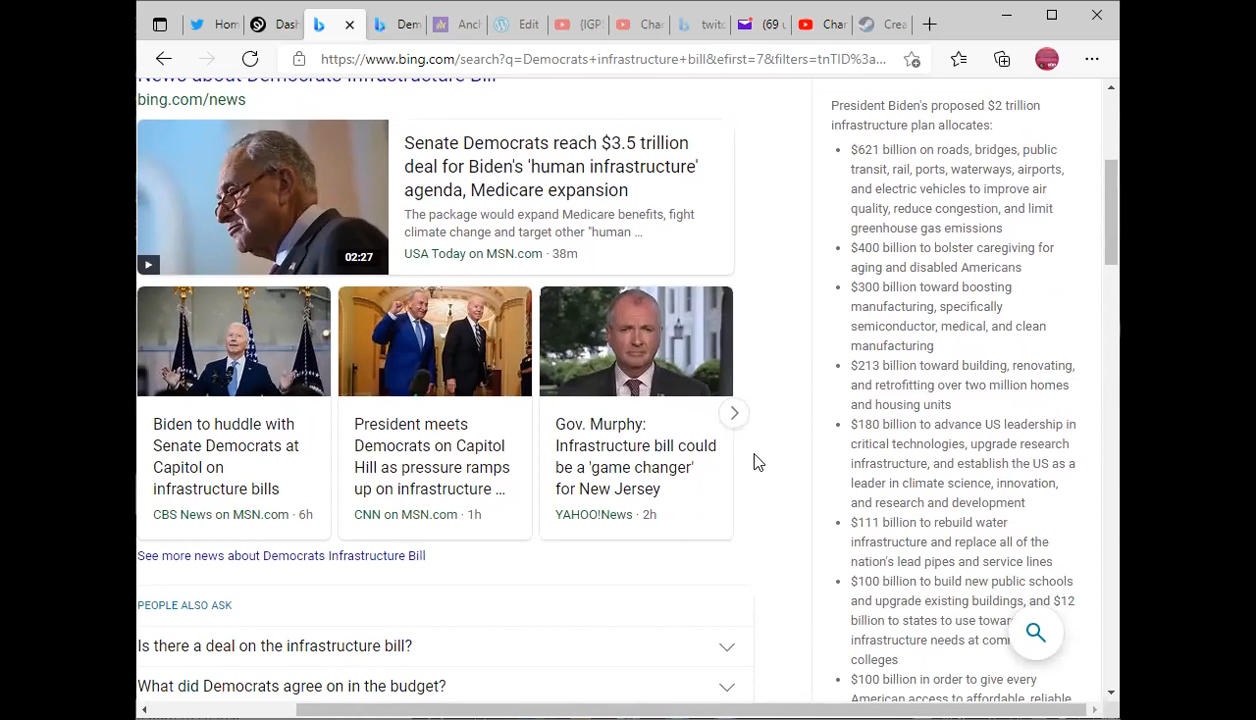 Hom
Dash
Dem
Anch
Edit
{IGP
Cha
twitc
(69 u
Char
Crea
https://www.bing.com/search?q=Democrats+infrastructure+bill&efirst=7&filters=tnTID%3a...
News about Democrats Infrastructure Bill
bing.com/news
02:27
Senate Democrats reach $3.5 trillion
deal for Biden's 'human infrastructure'
agenda, Medicare expansion
The package would expand Medicare benefits, fight
climate change and target other "human ...
USA Today on MSN.com · 38m
Biden to huddle with
Senate Democrats at
Capitol on
infrastructure bills
CBS News on MSN.com · 6h
President meets
Democrats on Capitol
Hill as pressure ramps
up on infrastructure ...
CNN on MSN.com · 1h
Gov. Murphy:
Infrastructure bill could
be a 'game changer'
for New Jersey
YAHOO!News · 2h
See more news about Democrats Infrastructure Bill
PEOPLE ALSO ASK
Is there a deal on the infrastructure bill?
What did Democrats agree on in the budget?
President Biden's proposed $2 trillion
infrastructure plan allocates:
$621 billion on roads, bridges, public
transit, rail, ports, waterways, airports,
and electric vehicles to improve air
quality, reduce congestion, and limit
greenhouse gas emissions
$400 billion to bolster caregiving for
aging and disabled Americans
$300 billion toward boosting
manufacturing, specifically
semiconductor, medical, and clean
manufacturing
$213 billion toward building, renovating,
and retrofitting over two million homes
and housing units
$180 billion to advance US leadership in
critical technologies, upgrade research
infrastructure, and establish the US as a
leader in climate science, innovation,
and research and development
$111 billion to rebuild water
infrastructure and replace all of the
nation's lead pipes and service lines
$100 billion to build new public schools
and upgrade existing buildings, and $12
billion to states to use towar
infrastructure needs at com
colleges
$100 billion in order to give every
American access to affordable, reliable